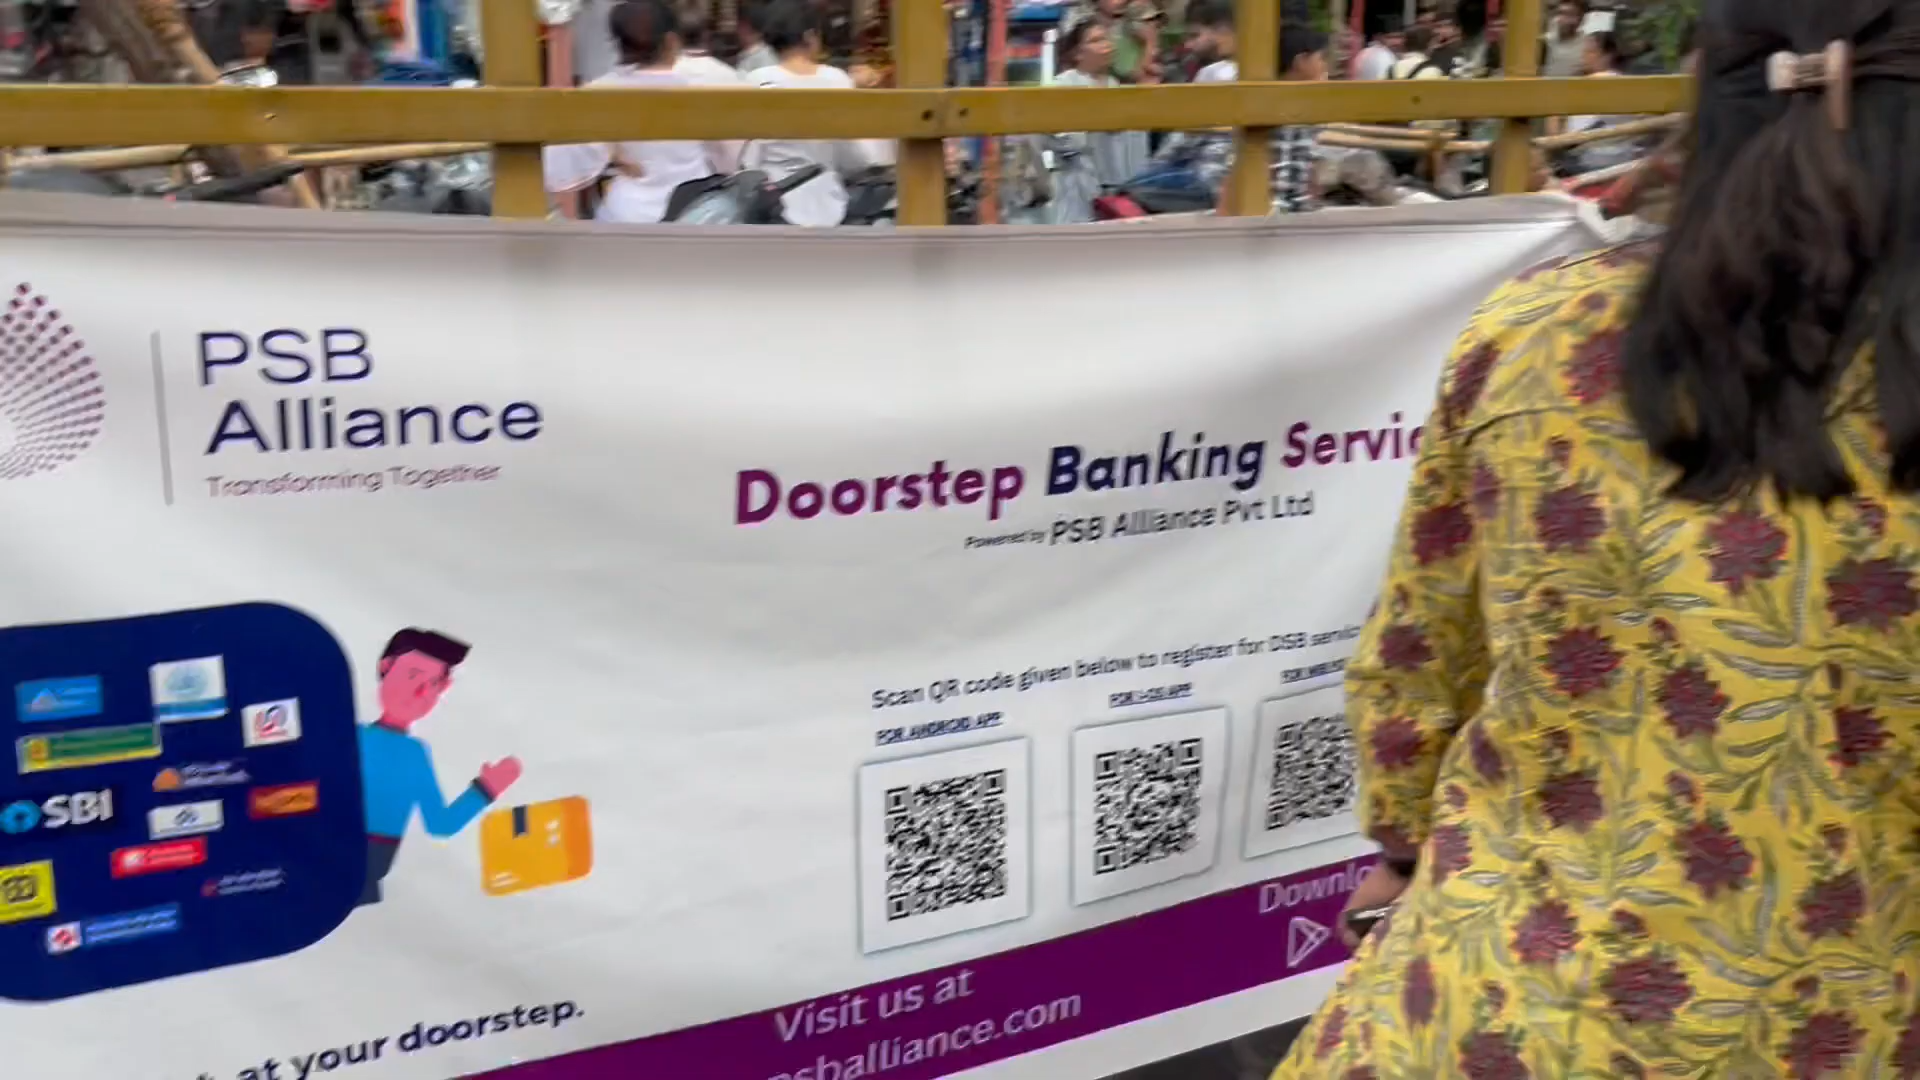 PSB
Alliance
Transforming Together
Doorstep Banking Servic
Powered by PSB Alliance Pvt Ltd
Scan QR code given below to register for DSB servic
FOR ANDROID APP
FOR i-OS APP
SBI
at your doorstep.
Visit us at
psballiance.com
Downlo